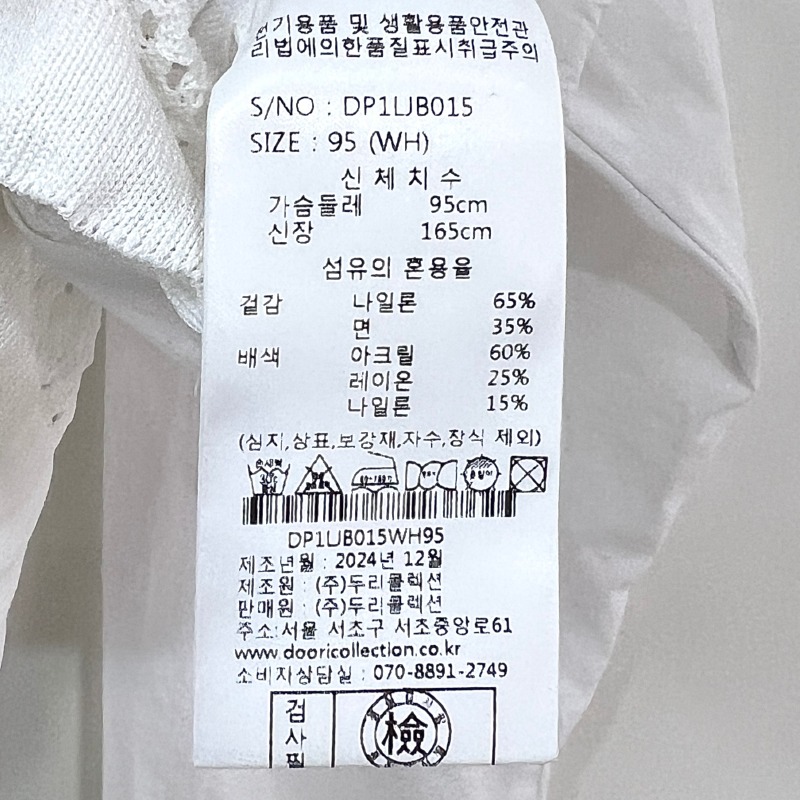 전기용품 및 생활용품안전관
리법에의한품질표시취급주의
S/NO : DP1LJB015
SIZE : 95 (WH)
신 체 치 수
가슴둘레 95cm
신장 165cm
섬유의 혼용율
겉감 나일론 65%
면 35%
배색 아크릴 60%
레이온 25%
나일론 15%
(심지,상표,보강재,자수,장식 제외)
DP1LJB015WH95
제조년월 : 2024년 12월
제조원 : (주)두리콜렉션
판매원 : (주)두리콜렉션
주소:서울 서초구 서초중앙로61
www.dooricollection.co.kr
소비자상담실 : 070-8891-2749
검
사
필
檢